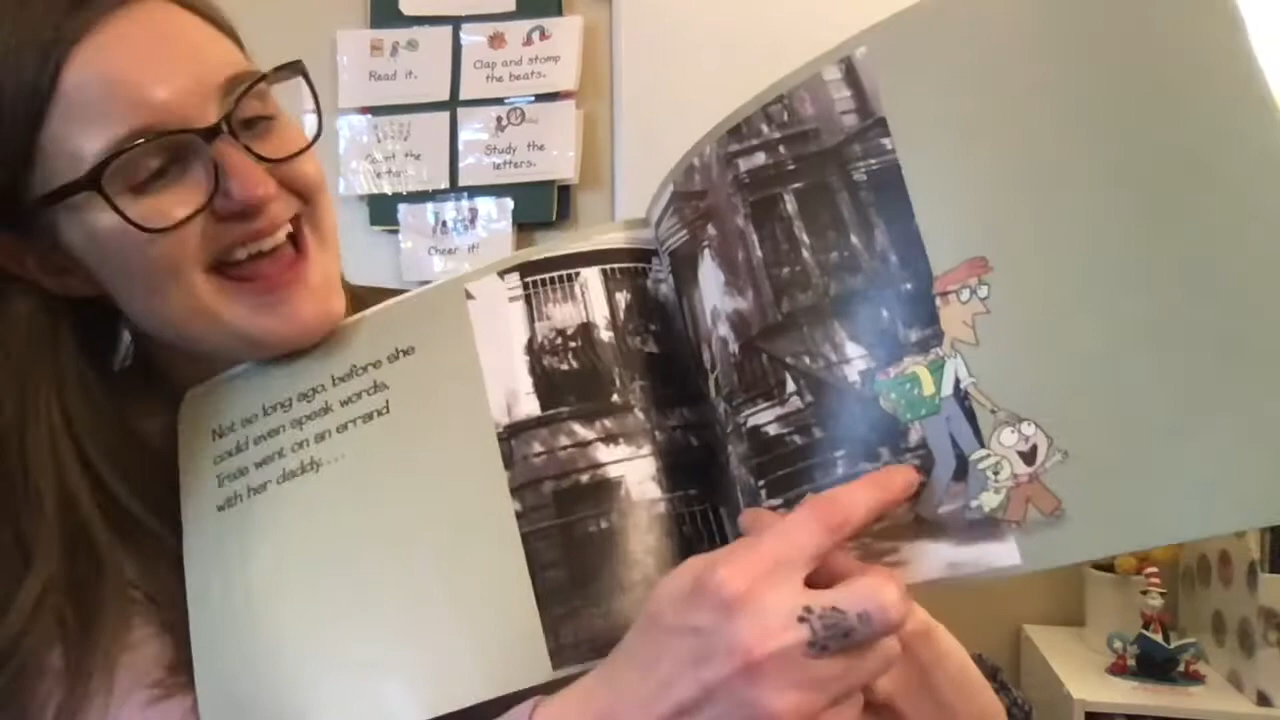 Read it.
Clap and stomp
the beats.
the
Study the
letters.
Cheer it!
Not so long ago, before she
could even speak words,
Trixie went on an errand
with her daddy....